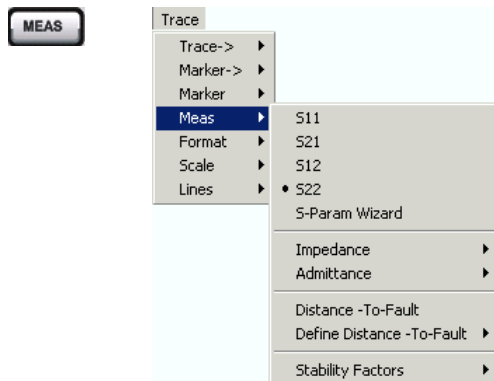 MEAS
Trace
Trace->
Marker->
Marker
Meas
Format
Scale
Lines
S11
S21
S12
S22
S-Param Wizard
Impedance
Admittance
Distance -To-Fault
Define Distance -To-Fault
Stability Factors